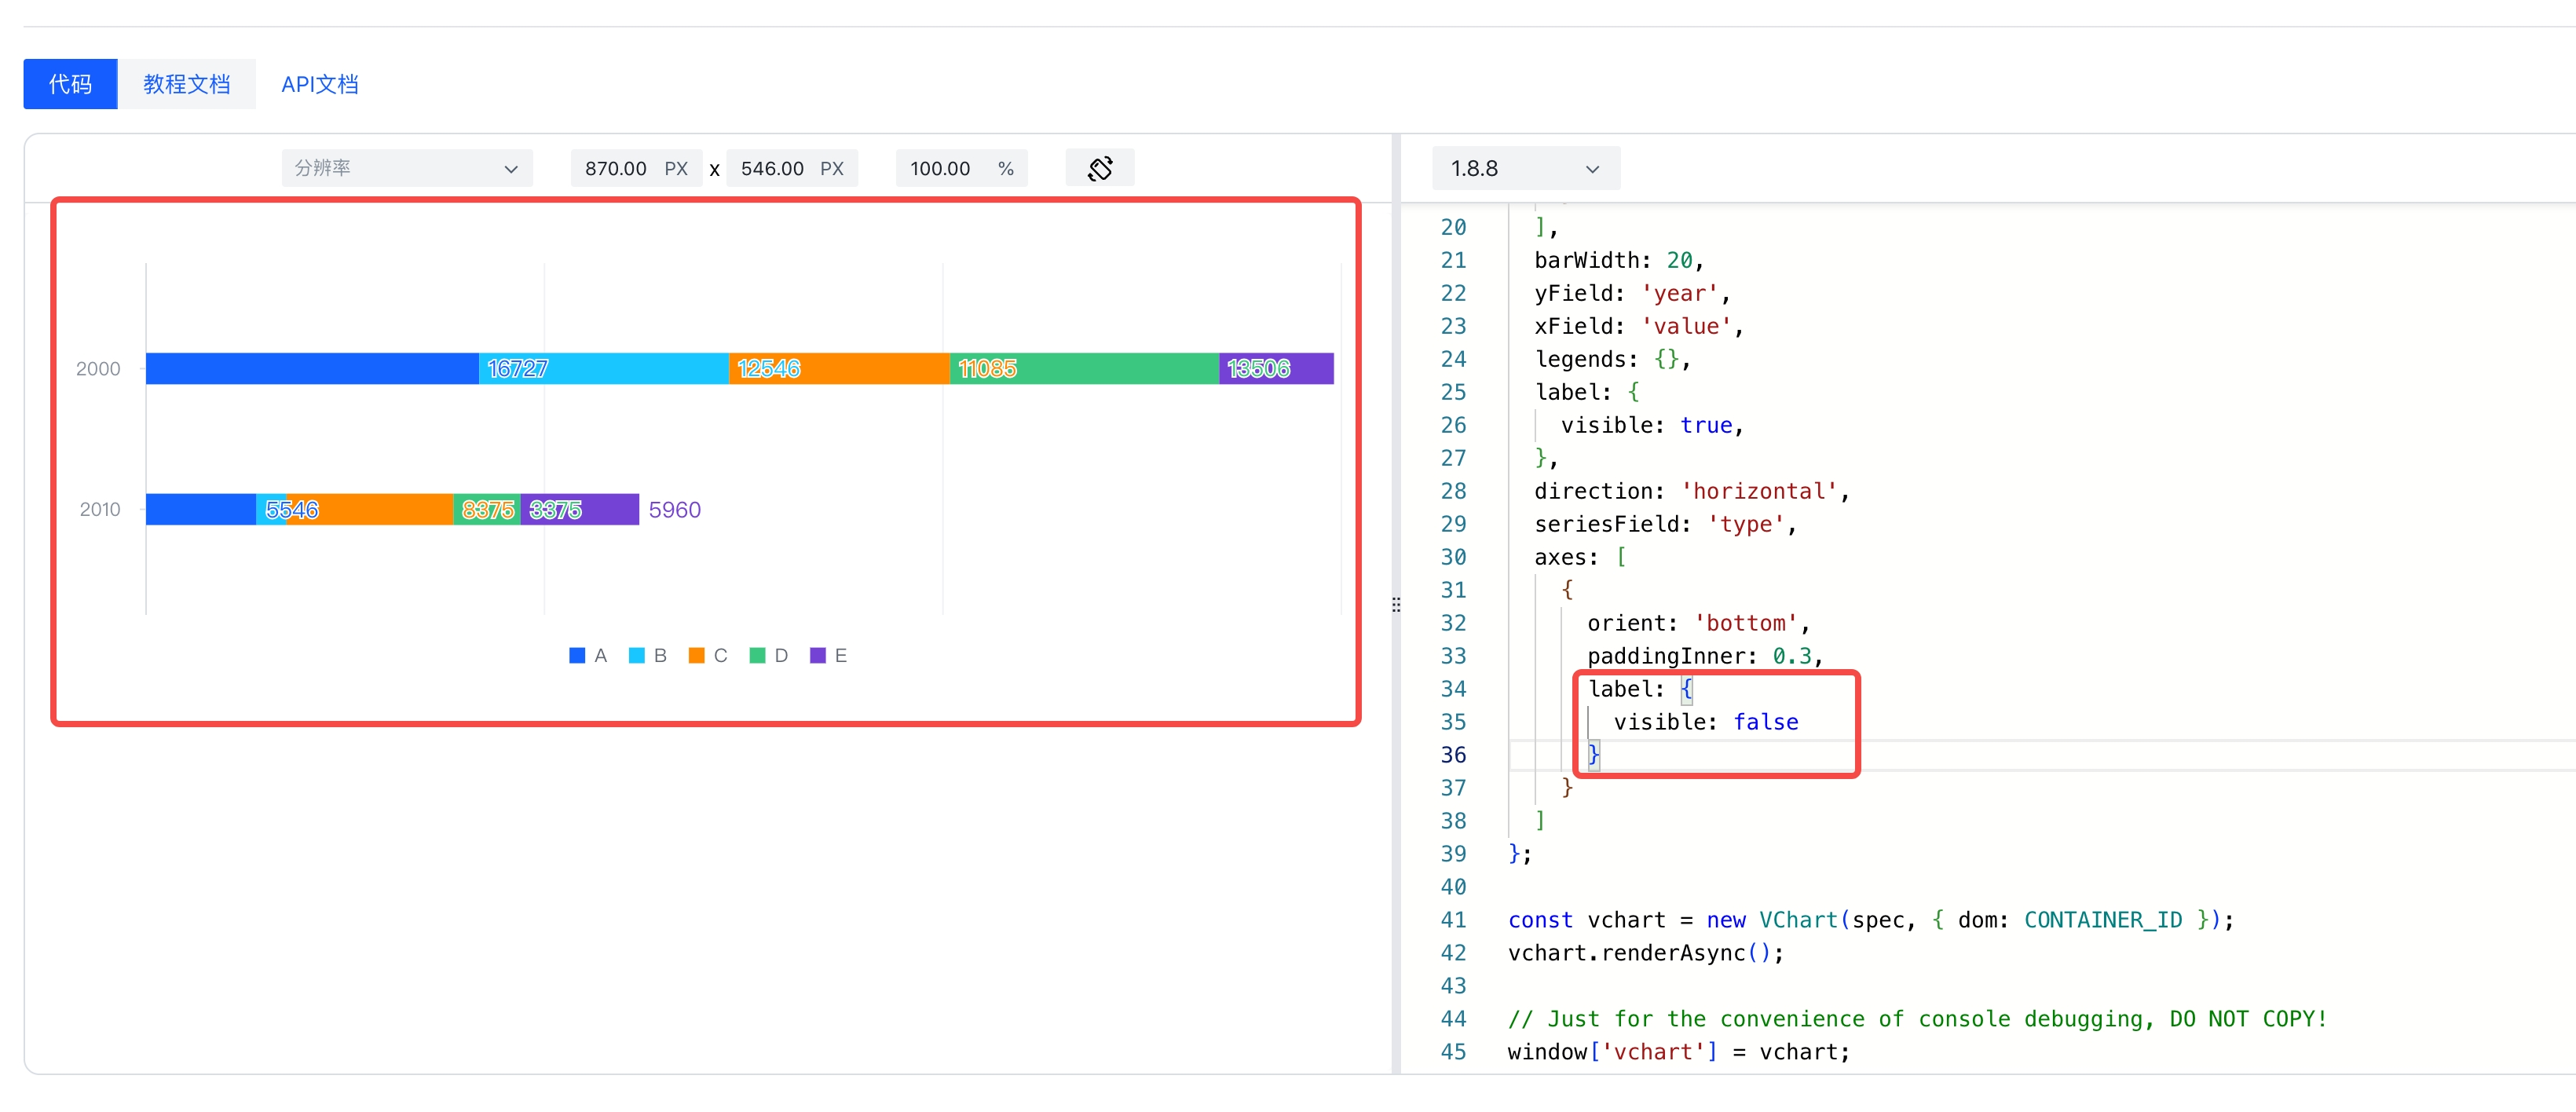 代码 教程文档 API文档
分辨率 870.00 PX x 546.00 PX 100.00 %
2000 16727 12546 11085 13506
2010 5546 8375 3375 5960
A B C D E
1.8.8
20 ],
21 barWidth: 20,
22 yField: 'year',
23 xField: 'value',
24 legends: {},
25 label: {
26 visible: true,
27 },
28 direction: 'horizontal',
29 seriesField: 'type',
30 axes: [
31 {
32 orient: 'bottom',
33 paddingInner: 0.3,
34 label: {
35 visible: false
36 }
37 }
38 ]
39 };
40
41 const vchart = new VChart(spec, { dom: CONTAINER_ID });
42 vchart.renderAsync();
43
44 // Just for the convenience of console debugging, DO NOT COPY!
45 window['vchart'] = vchart;